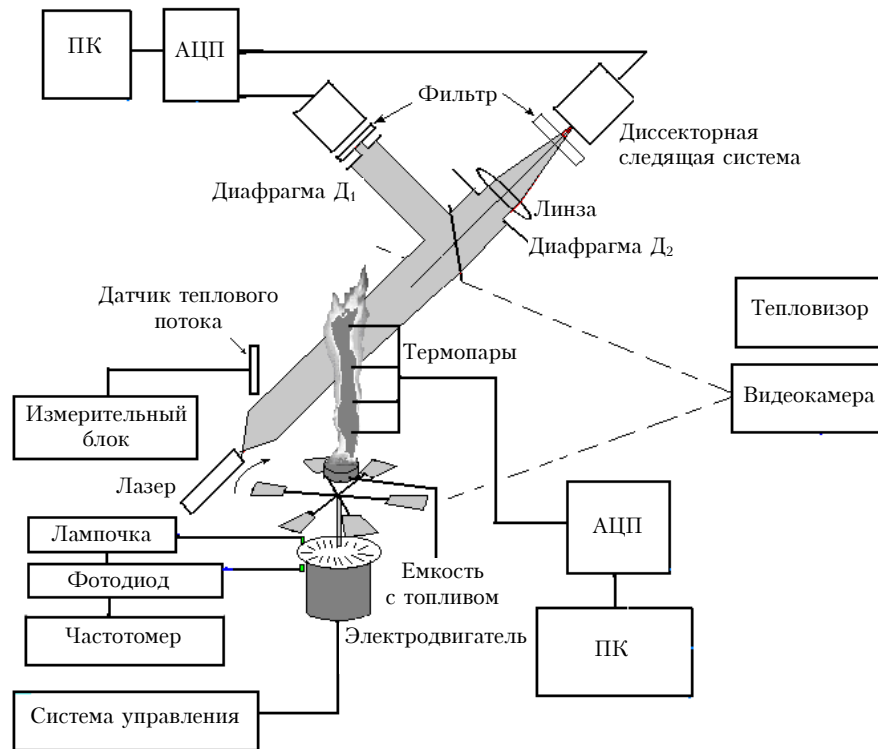 ПК
АЦП
Фильтр
Диссекторная
следящая система
Диафрагма Д₁
Линза
Диафрагма Д₂
Датчик теплового
потока
Тепловизор
Термопары
Видеокамера
Измерительный
блок
Лазер
АЦП
Лампочка
Фотодиод
Емкость
с топливом
Частотомер
Электродвигатель
ПК
Система управления